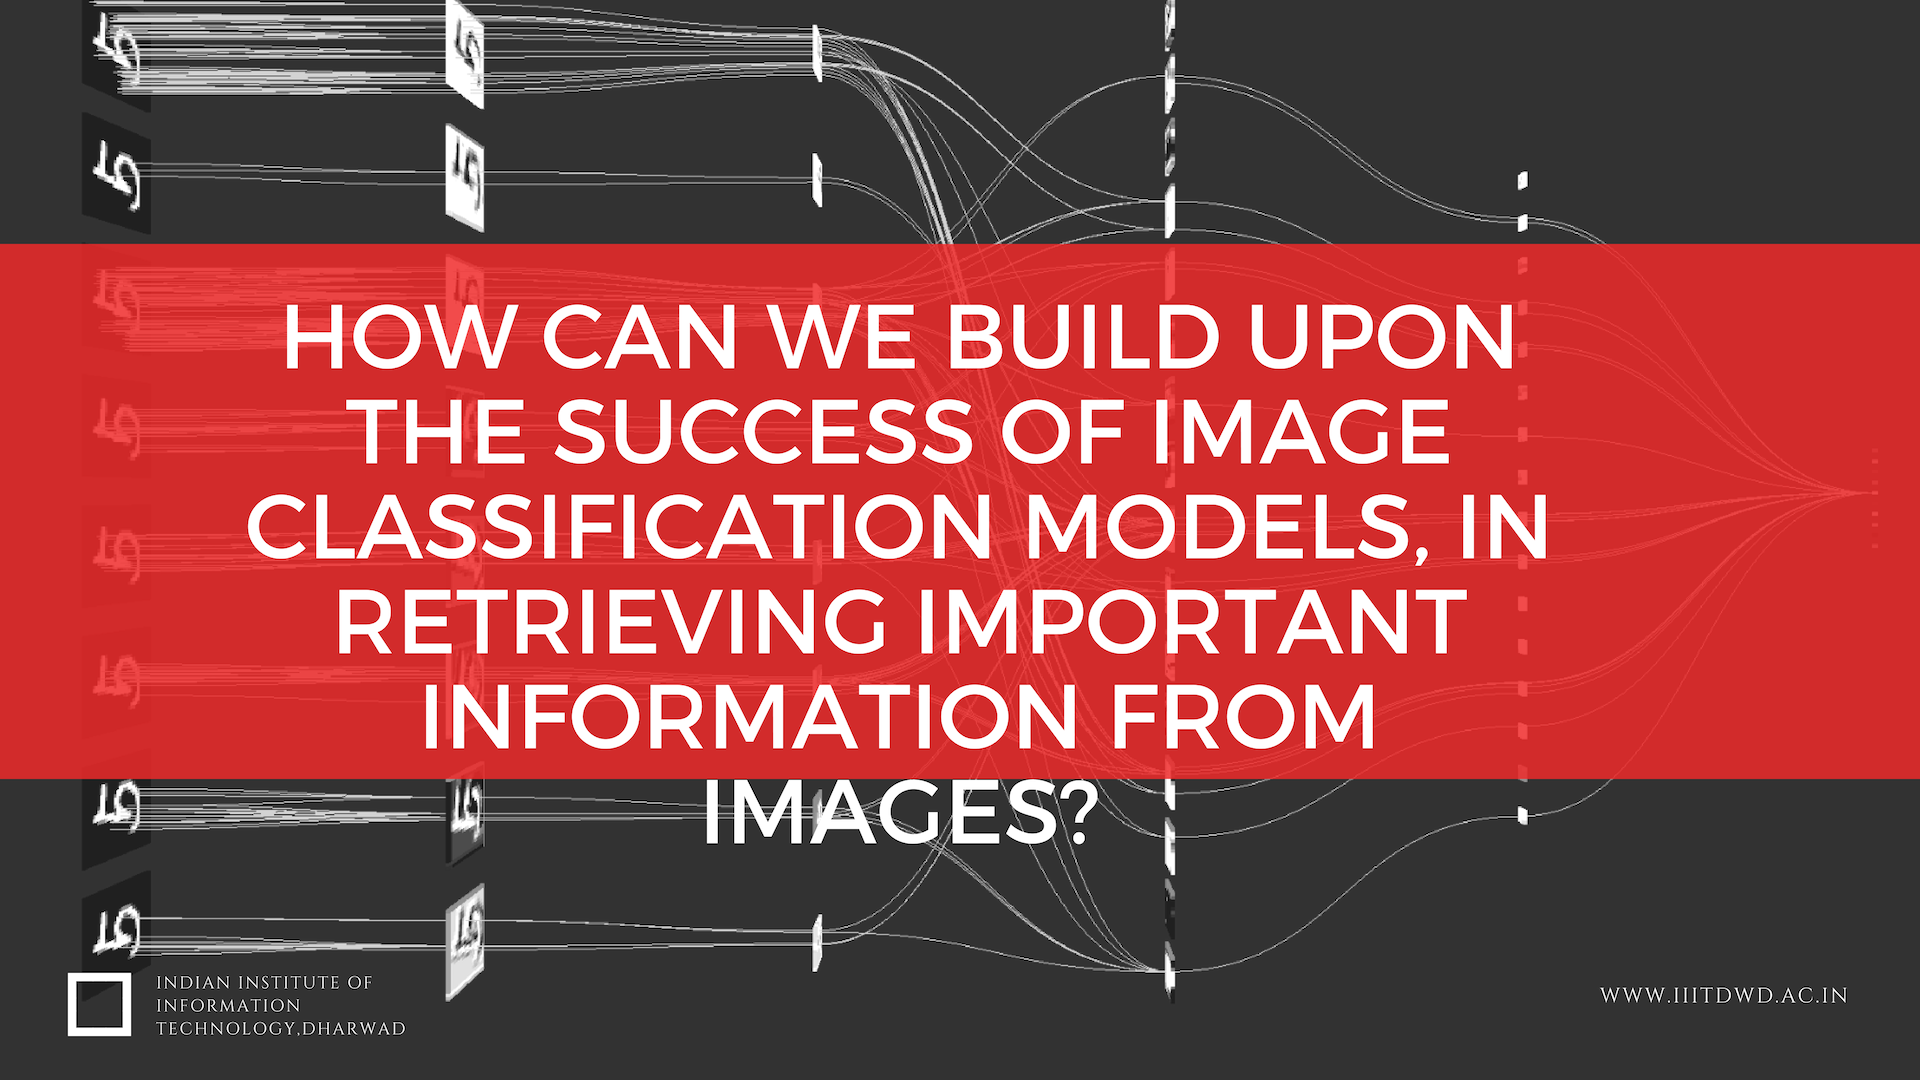 HOW CAN WE BUILD UPON
THE SUCCESS OF IMAGE
CLASSIFICATION MODELS, IN
RETRIEVING IMPORTANT
INFORMATION FROM
IMAGES?
INDIAN INSTITUTE OF
INFORMATION
TECHNOLOGY,DHARWAD
WWW.IIITDWD.AC.IN